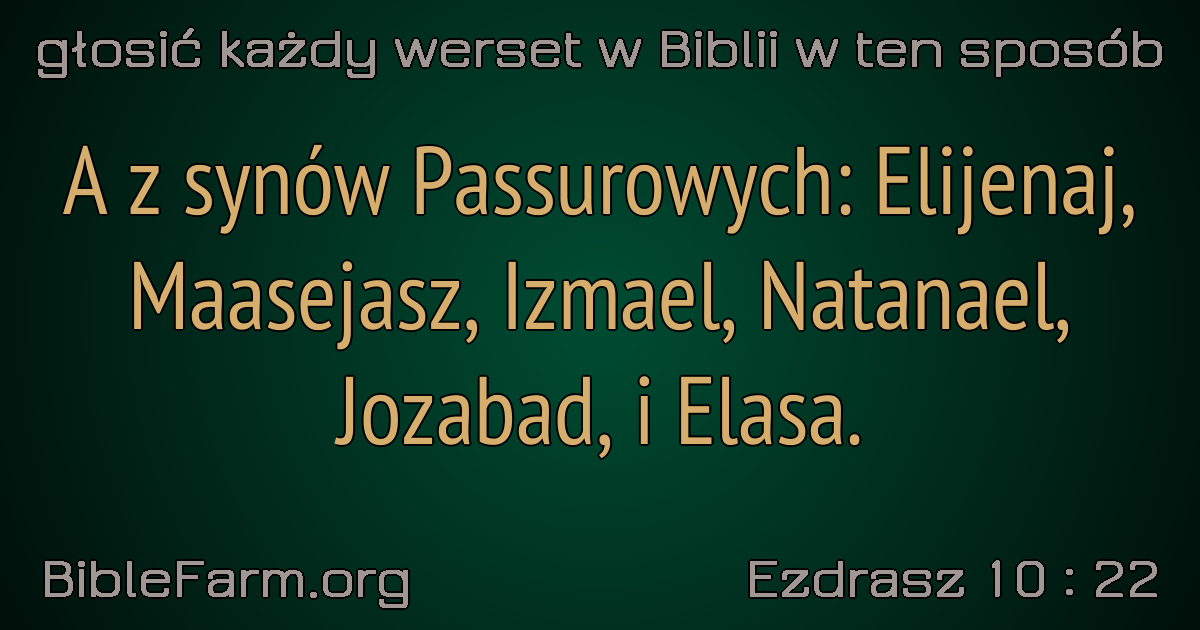 głosić każdy werset w Biblii w ten sposób
A z synów Passurowych: Elijenaj,
Maasejasz, Izmael, Natanael,
Jozabad, i Elasa.
BibleFarm.org
Ezdrasz 10 : 22